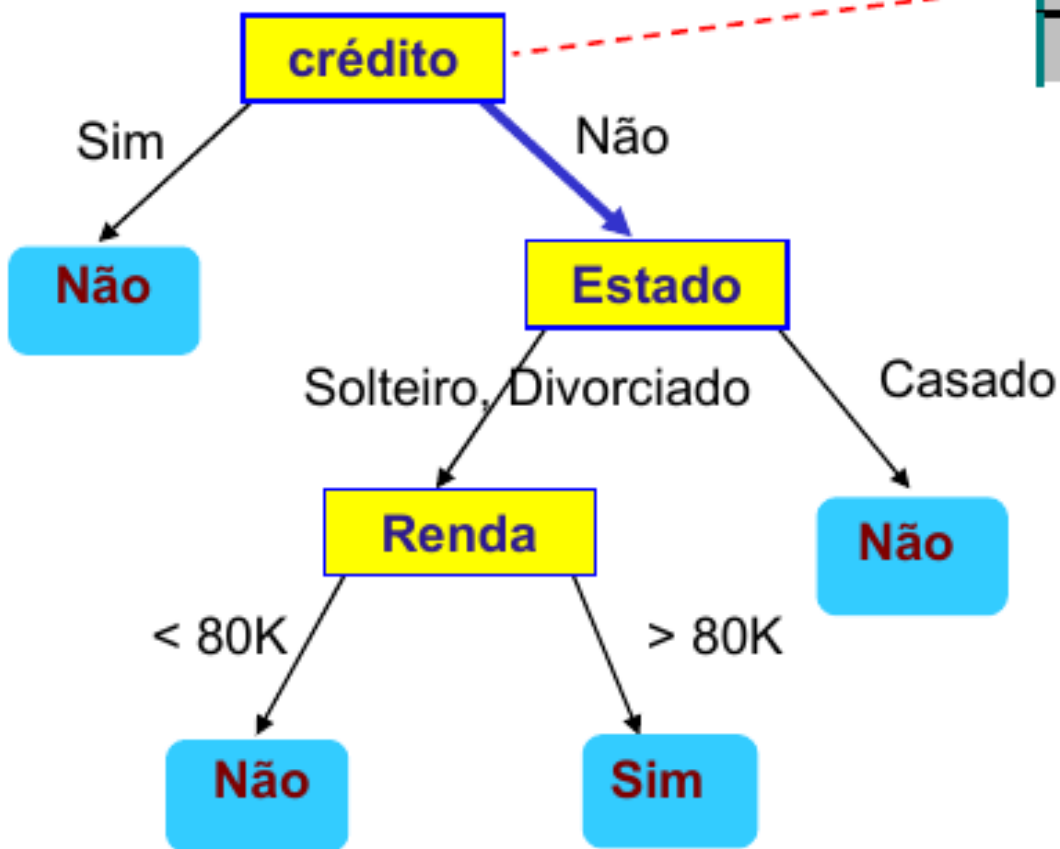 crédito
Sim
Não
Não
Estado
Solteiro, Divorciado
Casado
Renda
Não
< 80K
> 80K
Não
Sim